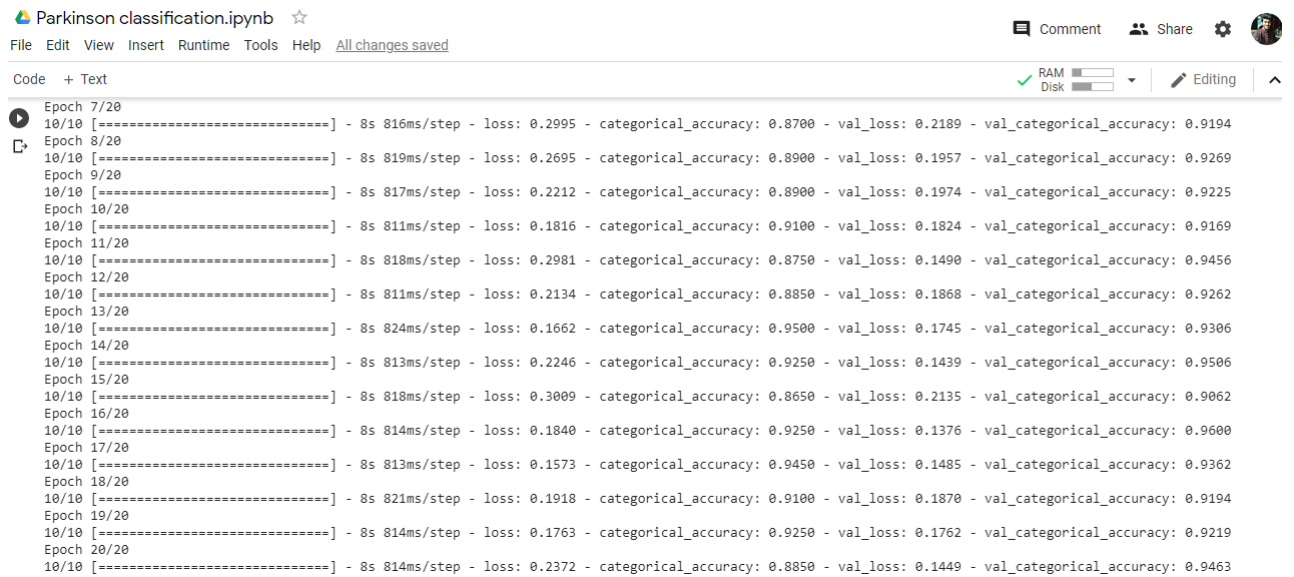 Parkinson classification.ipynb
Comment Share
File Edit View Insert Runtime Tools Help All changes saved
Code + Text
RAM
Disk
Editing
Epoch 7/20
10/10 [==============================] - 8s 816ms/step - loss: 0.2995 - categorical_accuracy: 0.8700 - val_loss: 0.2189 - val_categorical_accuracy: 0.9194
Epoch 8/20
10/10 [==============================] - 8s 819ms/step - loss: 0.2695 - categorical_accuracy: 0.8900 - val_loss: 0.1957 - val_categorical_accuracy: 0.9269
Epoch 9/20
10/10 [==============================] - 8s 817ms/step - loss: 0.2212 - categorical_accuracy: 0.8900 - val_loss: 0.1974 - val_categorical_accuracy: 0.9225
Epoch 10/20
10/10 [==============================] - 8s 811ms/step - loss: 0.1816 - categorical_accuracy: 0.9100 - val_loss: 0.1824 - val_categorical_accuracy: 0.9169
Epoch 11/20
10/10 [==============================] - 8s 818ms/step - loss: 0.2981 - categorical_accuracy: 0.8750 - val_loss: 0.1490 - val_categorical_accuracy: 0.9456
Epoch 12/20
10/10 [==============================] - 8s 811ms/step - loss: 0.2134 - categorical_accuracy: 0.8850 - val_loss: 0.1868 - val_categorical_accuracy: 0.9262
Epoch 13/20
10/10 [==============================] - 8s 824ms/step - loss: 0.1662 - categorical_accuracy: 0.9500 - val_loss: 0.1745 - val_categorical_accuracy: 0.9306
Epoch 14/20
10/10 [==============================] - 8s 813ms/step - loss: 0.2246 - categorical_accuracy: 0.9250 - val_loss: 0.1439 - val_categorical_accuracy: 0.9506
Epoch 15/20
10/10 [==============================] - 8s 818ms/step - loss: 0.3009 - categorical_accuracy: 0.8650 - val_loss: 0.2135 - val_categorical_accuracy: 0.9062
Epoch 16/20
10/10 [==============================] - 8s 814ms/step - loss: 0.1840 - categorical_accuracy: 0.9250 - val_loss: 0.1376 - val_categorical_accuracy: 0.9600
Epoch 17/20
10/10 [==============================] - 8s 813ms/step - loss: 0.1573 - categorical_accuracy: 0.9450 - val_loss: 0.1485 - val_categorical_accuracy: 0.9362
Epoch 18/20
10/10 [==============================] - 8s 821ms/step - loss: 0.1918 - categorical_accuracy: 0.9100 - val_loss: 0.1870 - val_categorical_accuracy: 0.9194
Epoch 19/20
10/10 [==============================] - 8s 814ms/step - loss: 0.1763 - categorical_accuracy: 0.9250 - val_loss: 0.1762 - val_categorical_accuracy: 0.9219
Epoch 20/20
10/10 [==============================] - 8s 814ms/step - loss: 0.2372 - categorical_accuracy: 0.8850 - val_loss: 0.1449 - val_categorical_accuracy: 0.9463